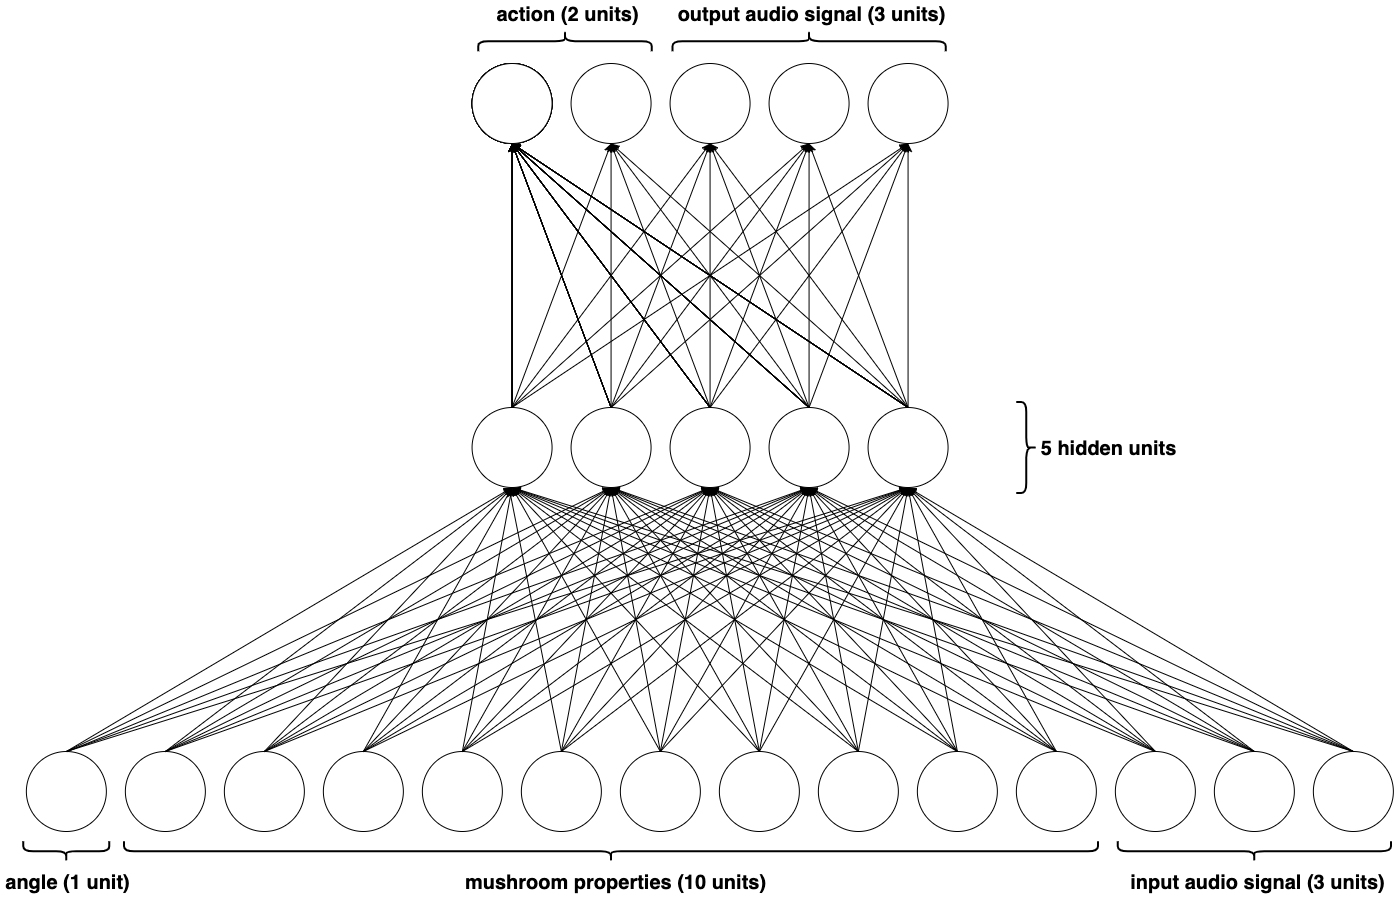 action (2 units)
output audio signal (3 units)
5 hidden units
angle (1 unit)
mushroom properties (10 units)
input audio signal (3 units)